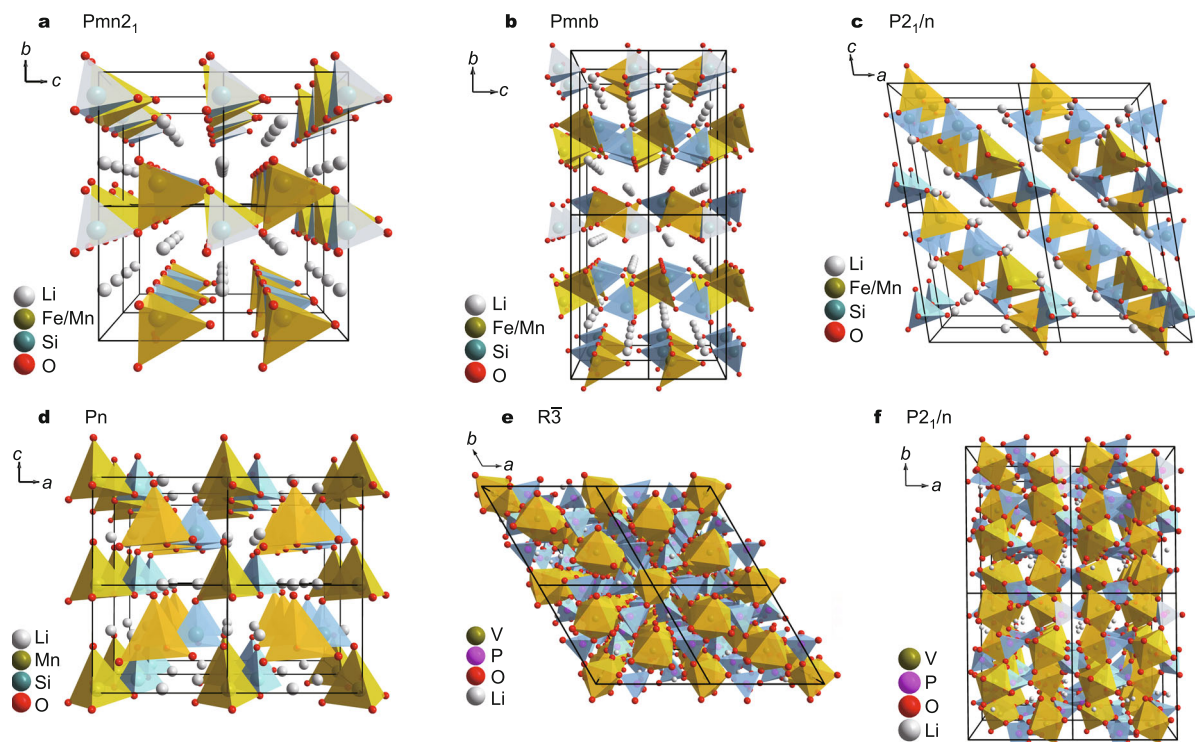 a Pmn2₁
b
c
Li
Fe/Mn
Si
O
b Pmnb
b
c
Li
Fe/Mn
Si
O
c P2₁/n
c
a
Li
Fe/Mn
Si
O
d Pn
c
a
Li
Mn
Si
O
e R3̅
b
a
V
P
O
Li
f P2₁/n
b
a
V
P
O
Li